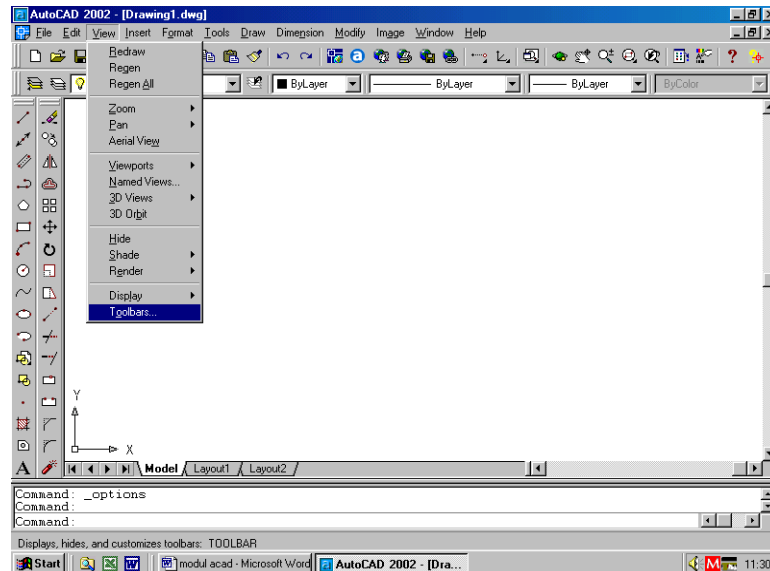 AutoCAD 2002 - [Drawing1.dwg]
File Edit View Insert Format Tools Draw Dimension Modify Image Window Help
Redraw
Regen
Regen All
ByLayer ByLayer ByLayer ByColor
Zoom
Pan
Aerial View
Viewports
Named Views...
3D Views
3D Orbit
Hide
Shade
Render
Display
Toolbars...
Y
X
A
Model Layout1 Layout2
Command: _options
Command:
Command:
Displays, hides, and customizes toolbars: TOOLBAR
Start modul acad - Microsoft Word AutoCAD 2002 - [Dra... 11:30